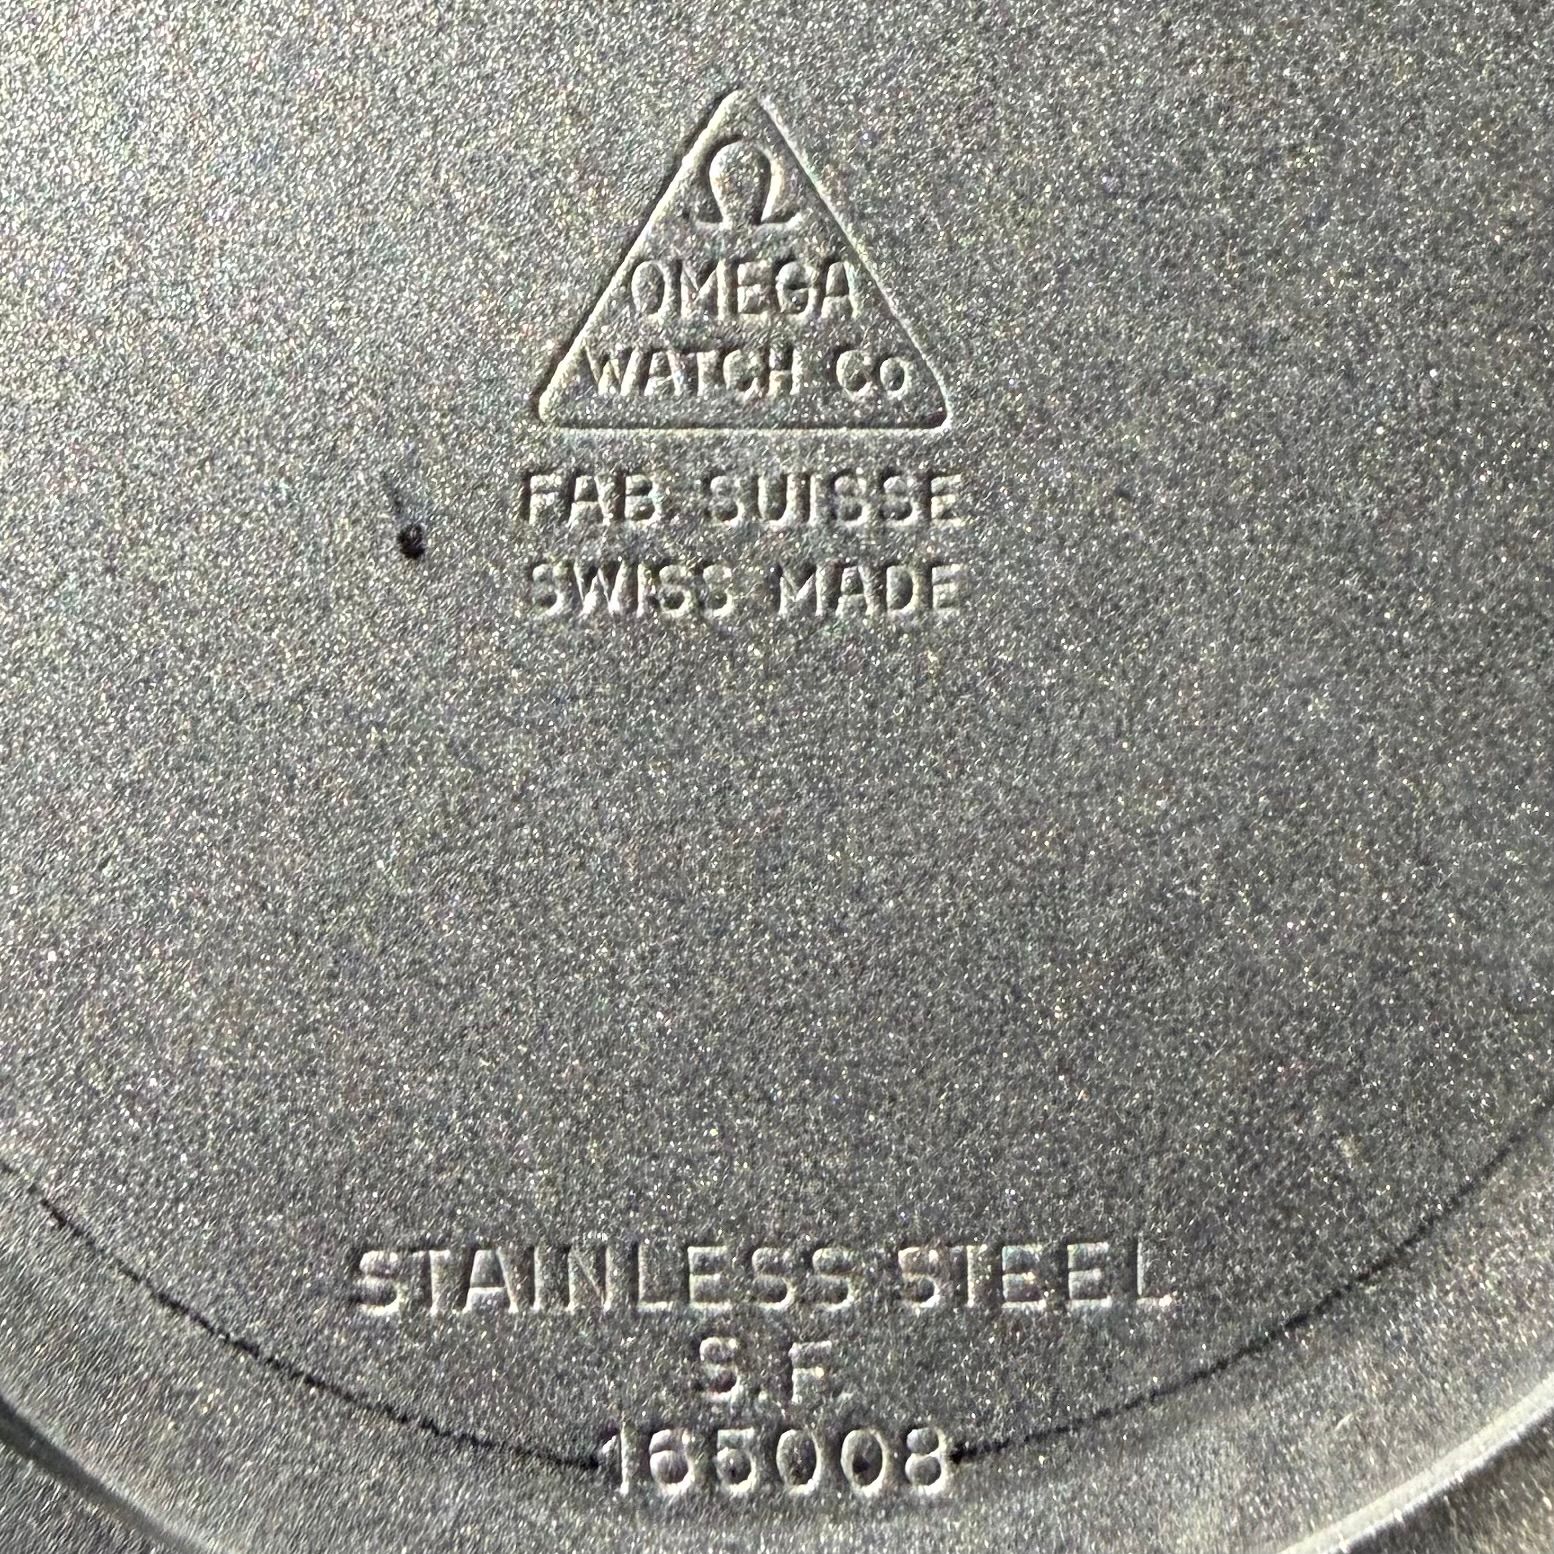 Ω
OMEGA
WATCH CO
FAB. SUISSE
SWISS MADE
STAINLESS STEEL
S.F.
165008